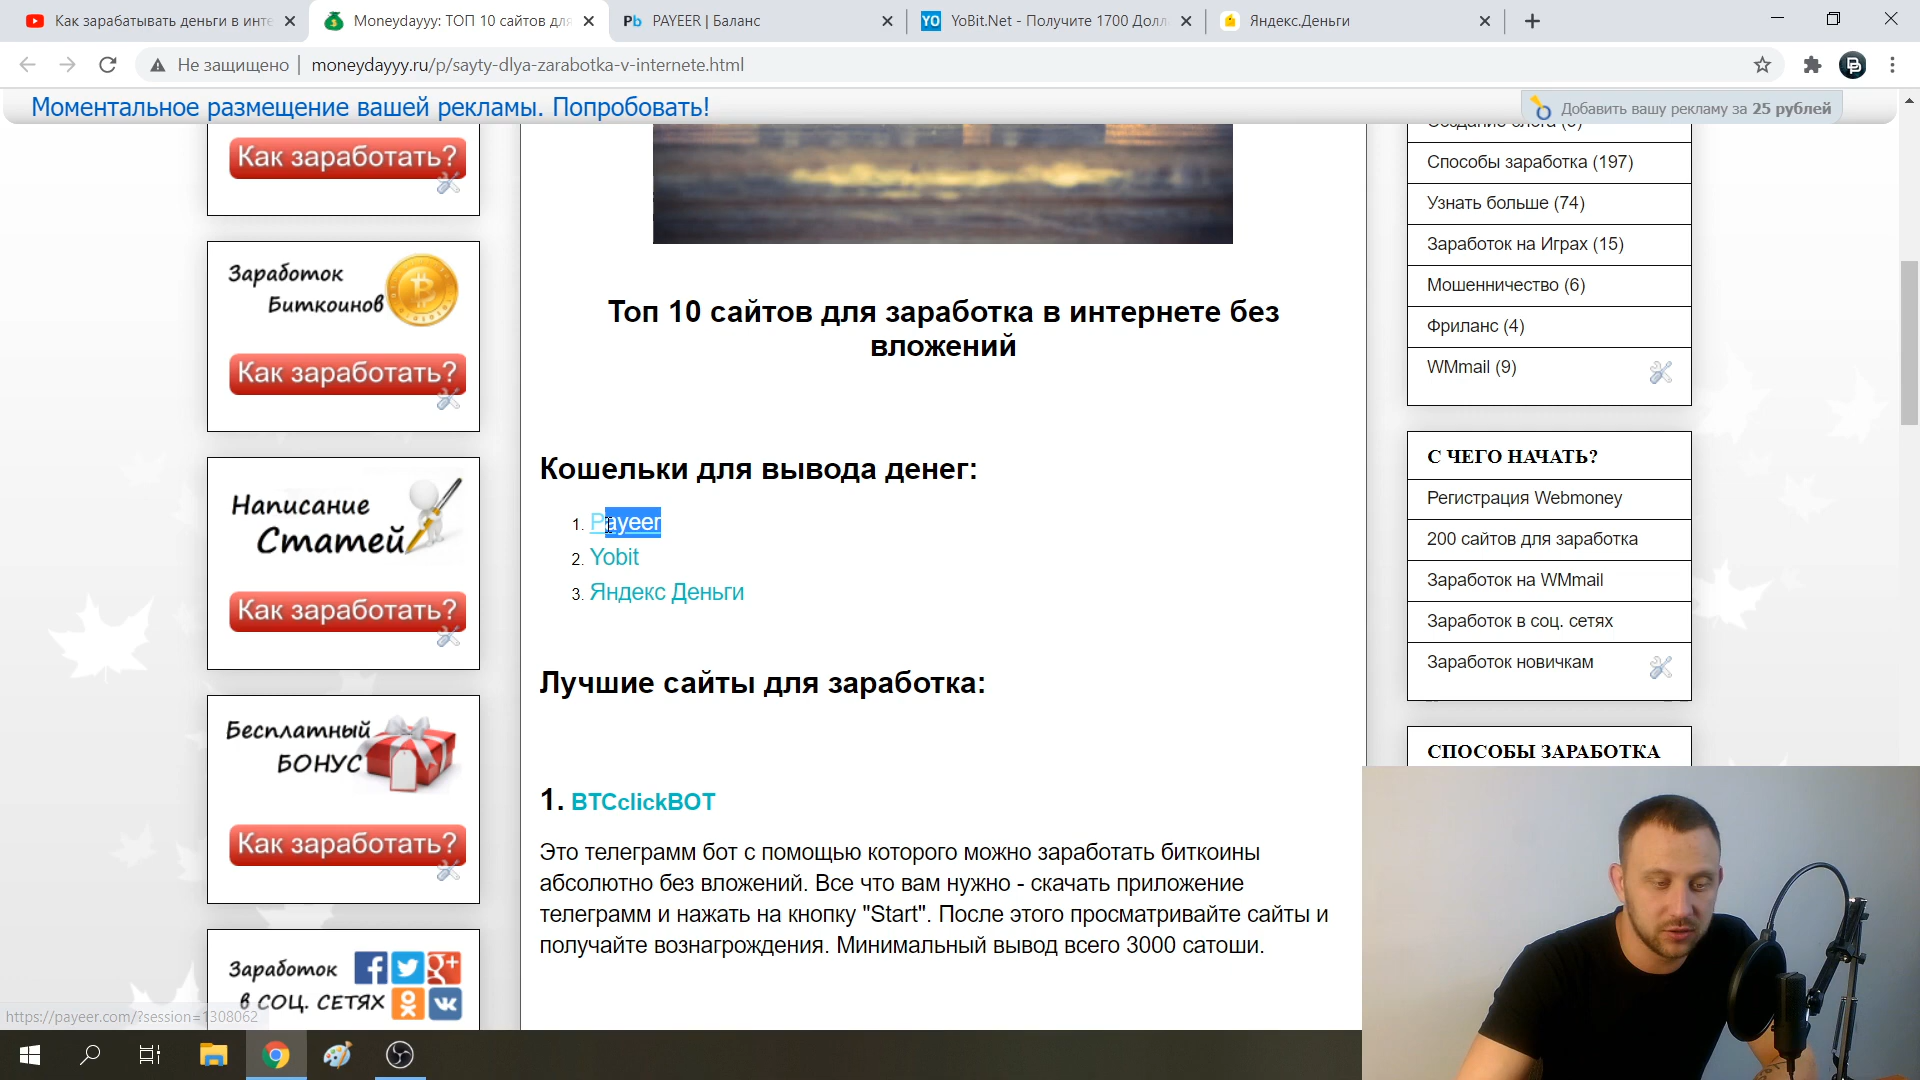 Как зарабатывать деньги в инте
Moneydayyy: ТОП 10 сайтов для
PAYEER | Баланс
YoBit.Net - Получите 1700 Долл
Яндекс.Деньги
Не защищено
moneydayyy.ru/p/sayty-dlya-zarabotka-v-internete.html
Моментальное размещение вашей рекламы. Попробовать!
Добавить вашу рекламу за 25 рублей
Как заработать?
Заработок
Биткоинов
Как заработать?
Написание
Статей
Как заработать?
Бесплатный
БОНУС
Как заработать?
Заработок
в СОЦ. СЕТЯХ
Топ 10 сайтов для заработка в интернете без
вложений
Кошельки для вывода денег:
1. Payeer
2. Yobit
3. Яндекс Деньги
Лучшие сайты для заработка:
1. BTCclickBOT
Это телеграмм бот с помощью которого можно заработать биткоины
абсолютно без вложений. Все что вам нужно - скачать приложение
телеграмм и нажать на кнопку "Start". После этого просматривайте сайты и
получайте вознагрождения. Минимальный вывод всего 3000 сатоши.
Способы заработка (197)
Узнать больше (74)
Заработок на Играх (15)
Мошенничество (6)
Фриланс (4)
WMmail (9)
С ЧЕГО НАЧАТЬ?
Регистрация Webmoney
200 сайтов для заработка
Заработок на WMmail
Заработок в соц. сетях
Заработок новичкам
СПОСОБЫ ЗАРАБОТКА
https://payeer.com/?session=1308062